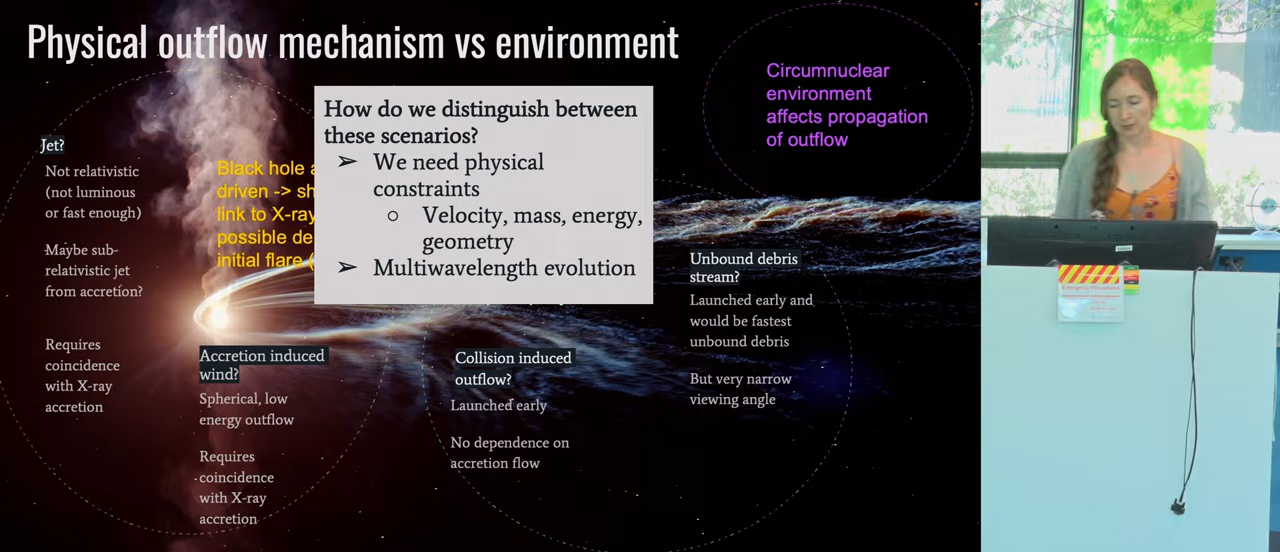 Physical outflow mechanism vs environment
Circumnuclear
environment
affects propagation
of outflow
How do we distinguish between
these scenarios?
➢ We need physical
constraints
○ Velocity, mass, energy,
geometry
➢ Multiwavelength evolution
Jet?
Not relativistic
(not luminous
or fast enough)
Maybe sub-
relativistic jet
from accretion?
Requires
coincidence
with X-ray
accretion
Black hole
driven ->
link to X-ray
possible
initial flare
Accretion induced
wind?
Spherical, low
energy outflow
Requires
coincidence
with X-ray
accretion
Collision induced
outflow?
Launched early
No dependence on
accretion flow
Unbound debris
stream?
Launched early and
would be fastest
unbound debris
But very narrow
viewing angle
Emergency Procedures